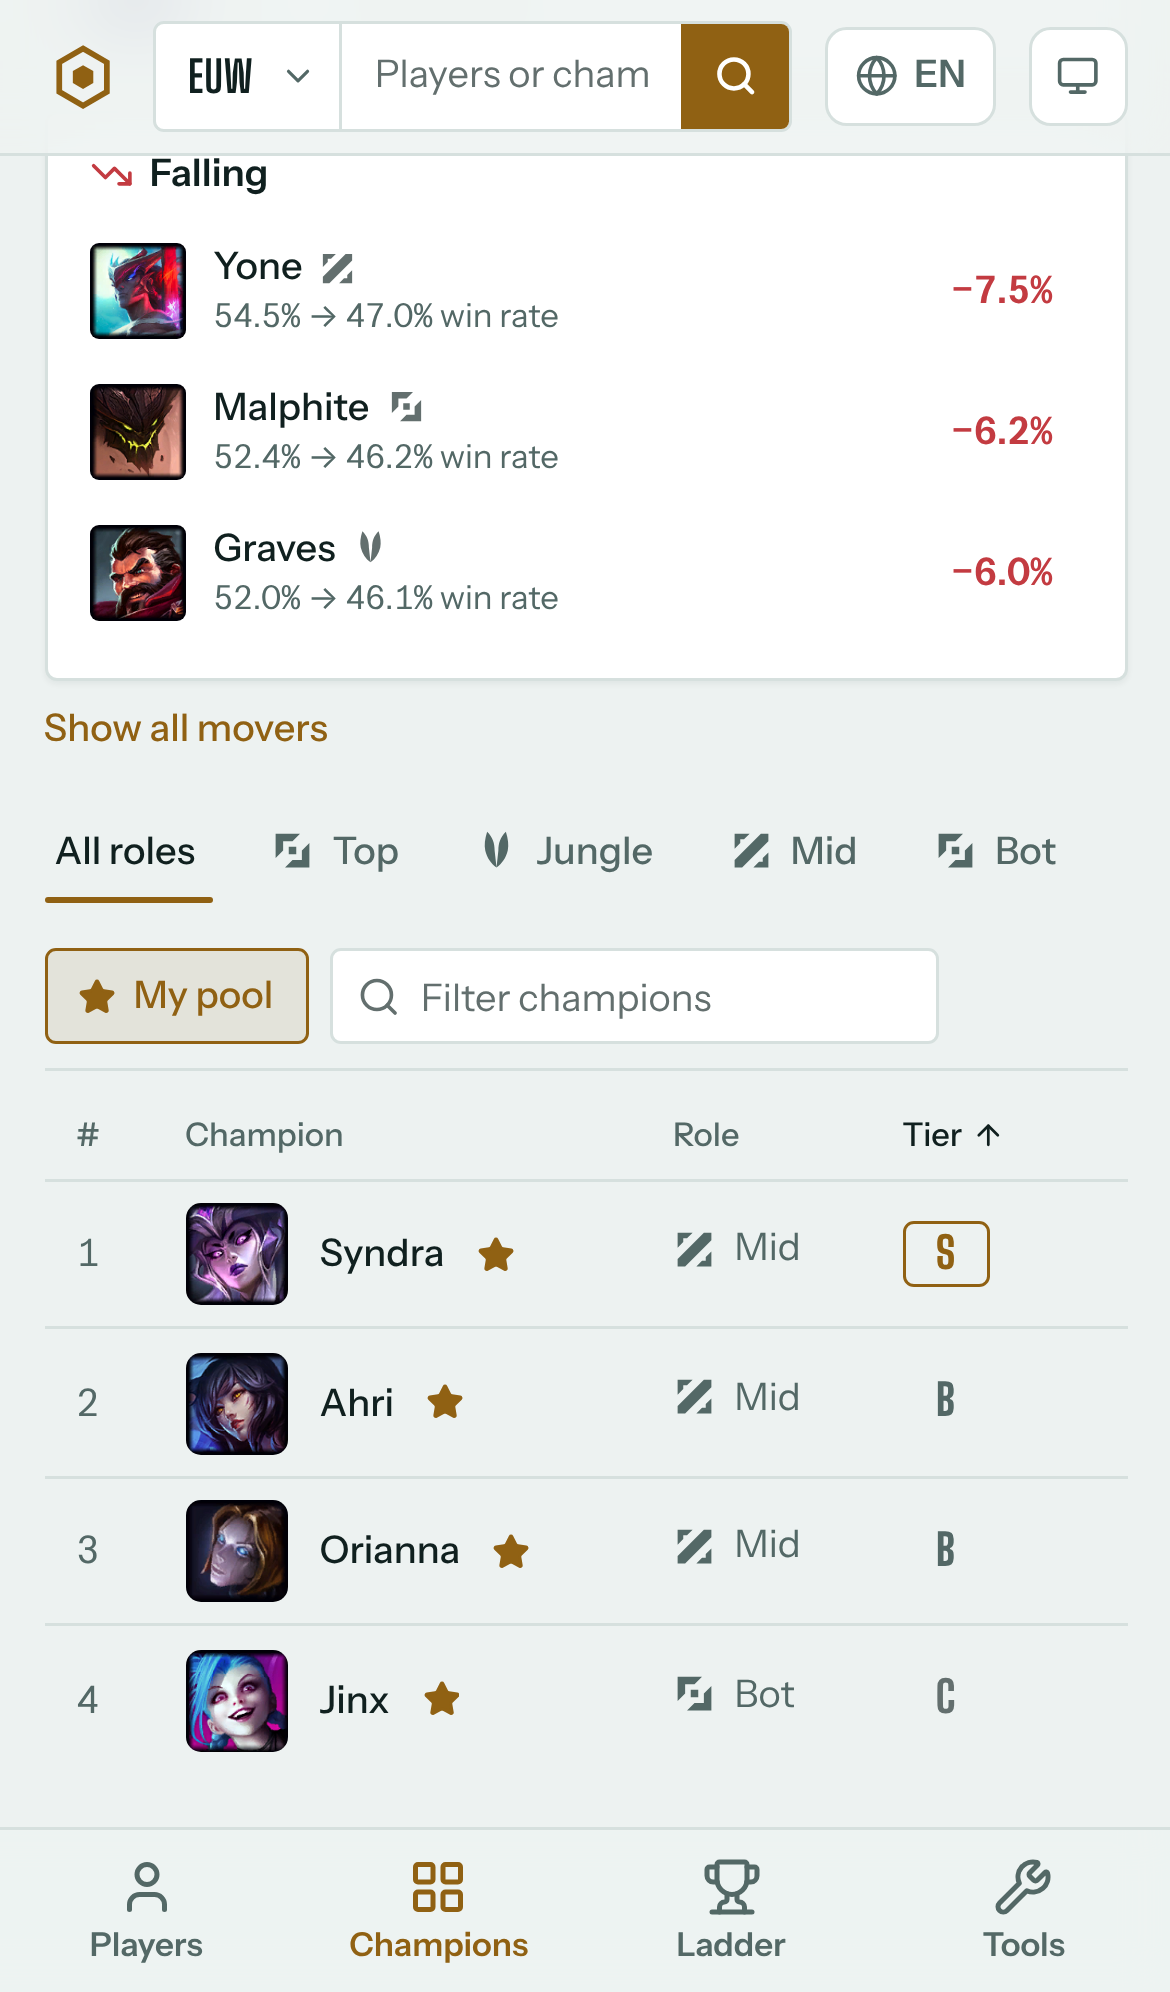 EUW
Players or cham
EN
Falling
Yone
54.5% → 47.0% win rate
−7.5%
Malphite
52.4% → 46.2% win rate
−6.2%
Graves
52.0% → 46.1% win rate
−6.0%
Show all movers
All roles Top Jungle Mid Bot
My pool
Filter champions
# Champion Role Tier ↑
1 Syndra Mid S
2 Ahri Mid B
3 Orianna Mid B
4 Jinx Bot C
Players Champions Ladder Tools